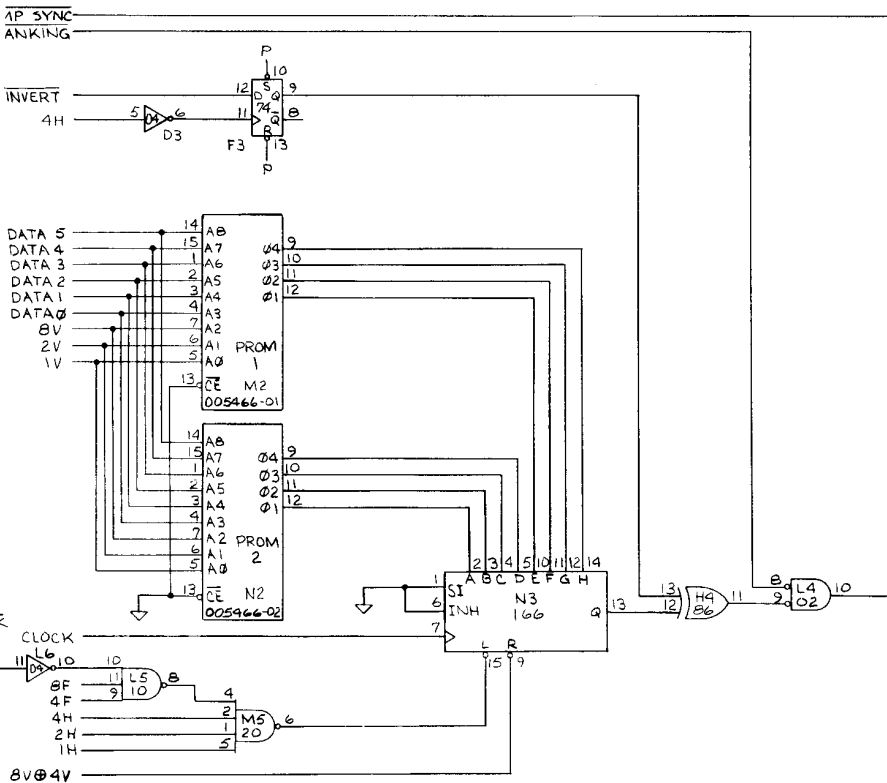 MP SYNC
ANKING
P
10
INVERT
12 D S Q 9
74
4H 5 04 6 11 Q 8
D3
R
F3 13
P
DATA 5 14 A8
DATA 4 15 A7 Ø4 9
DATA 3 1 A6 Ø3 10
DATA 2 2 A5 Ø2 11
DATA 1 3 A4 Ø1 12
DATA Ø 4 A3
8V 7 A2
2V 6 A1 PROM
1V 5 AØ 1
13 CE M2
005466-01
14 A8
15 A7 Ø4 9
1 A6 Ø3 10
2 A5 Ø2 11
3 A4 Ø1 12
4 A3
7 A2 PROM
6 A1 2
5 AØ
13 CE N2
005466-02
2 3 4 5 10 11 12 14
A B C D E F G H
1 SI N3
6 INH 166 Q 13
7
L R
15 9
13 H4 11
12 86
8 L4 10
9 02
CLOCK
L6
11 04 10 10 L5 8
8F 11 10
4F 9
4
4H 2 M5 6
2H 1 20
1H 5
8V⊕4V